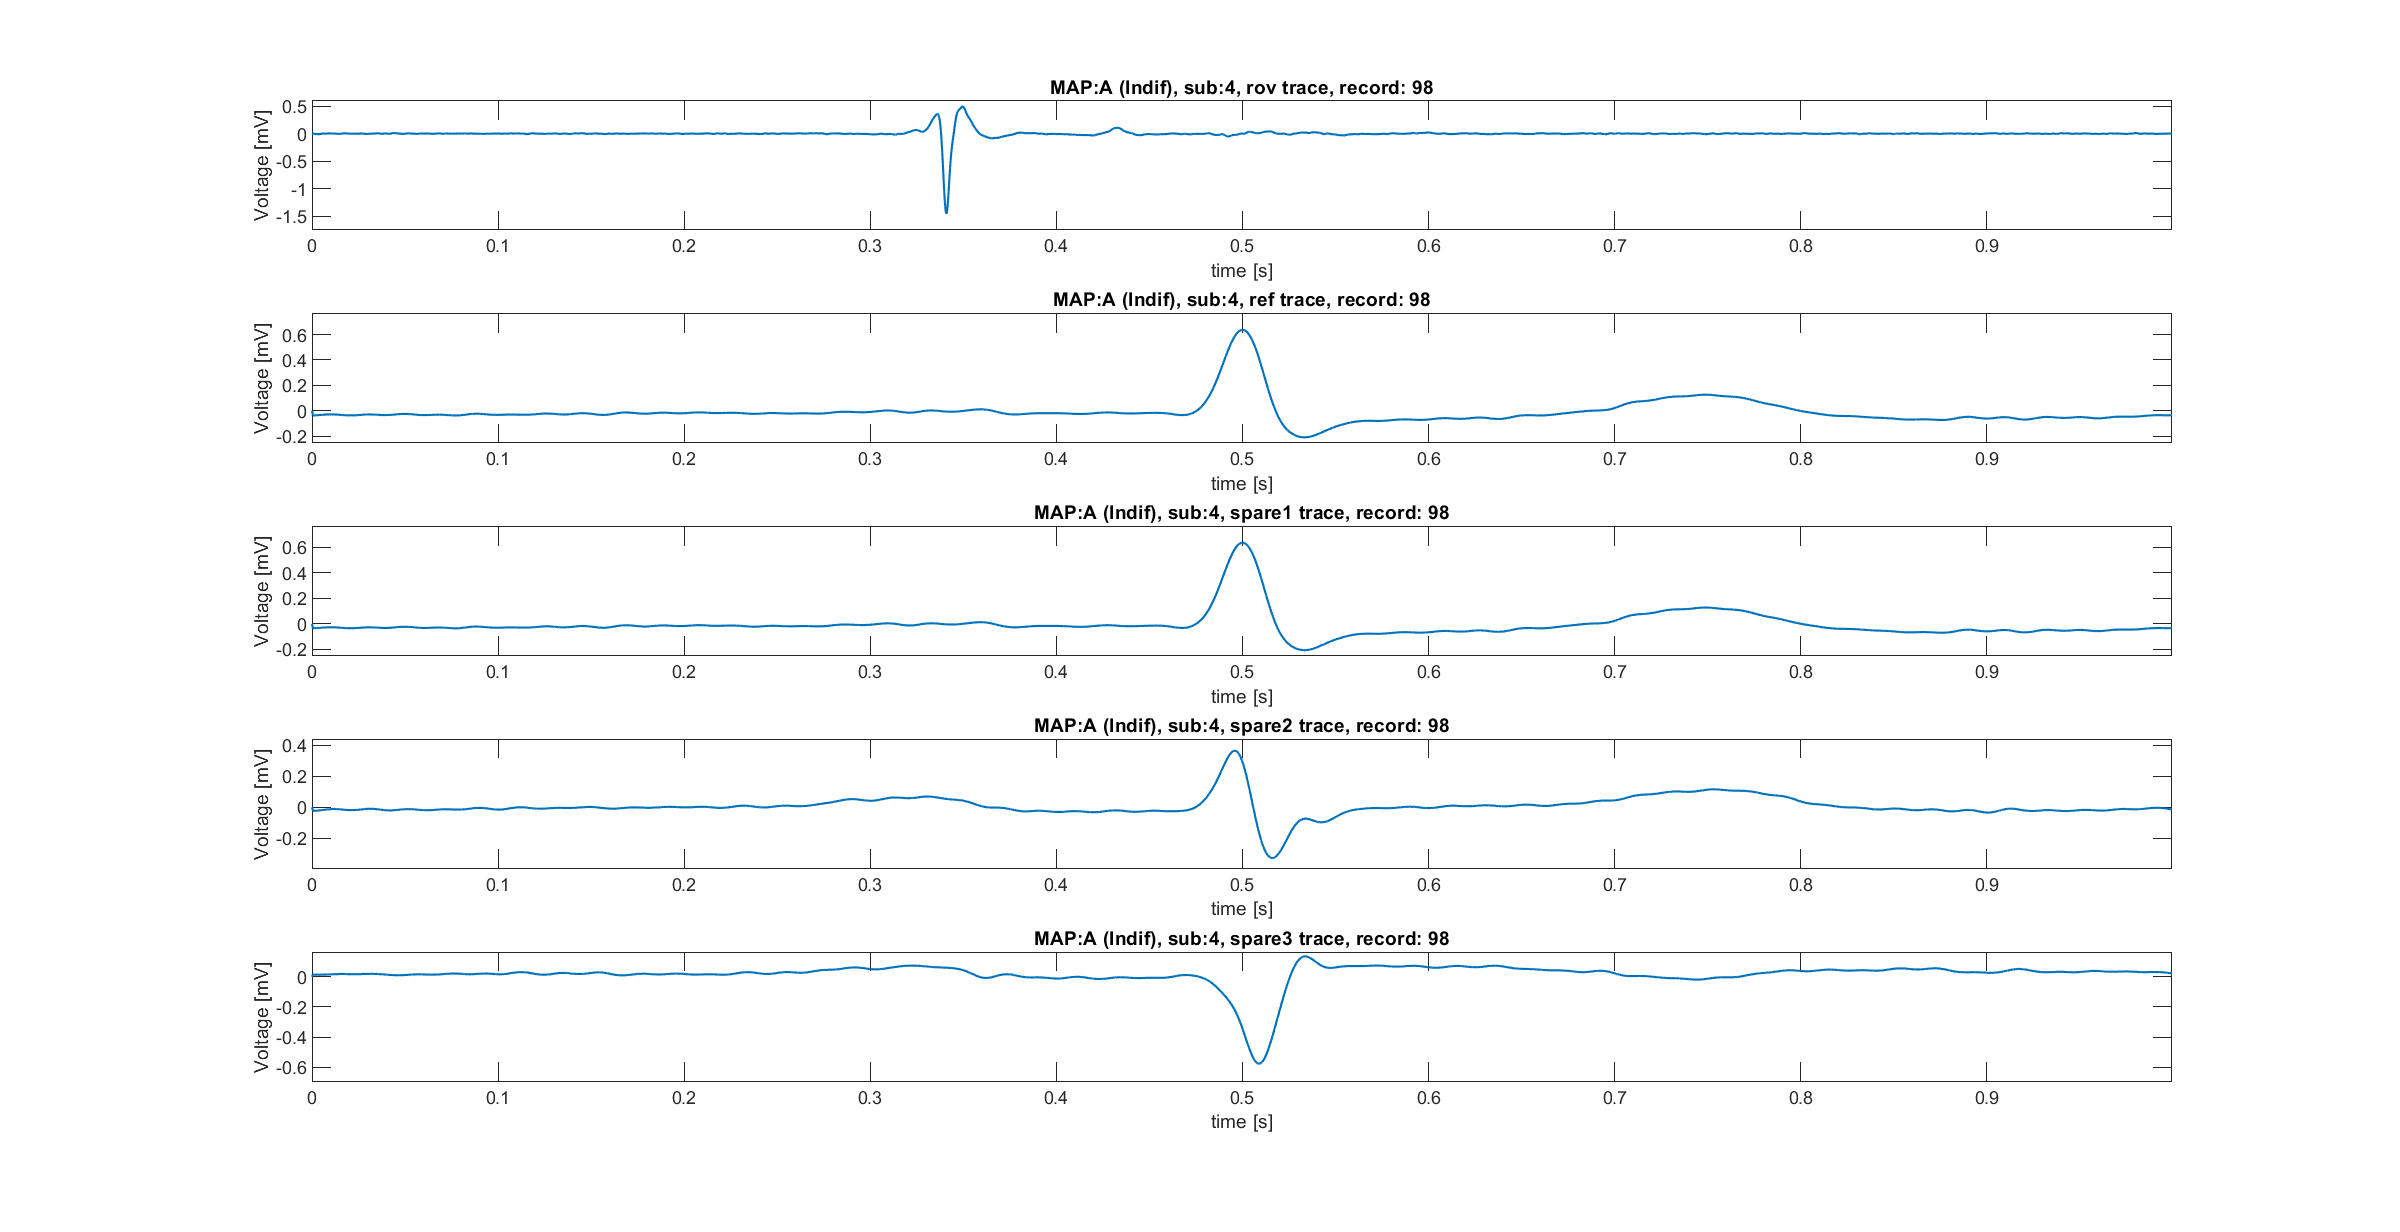 MAP:A (Indif), sub:4, rov trace, record: 98
Voltage [mV]
0.5
0
-0.5
-1
-1.5
0 0.1 0.2 0.3 0.4 0.5 0.6 0.7 0.8 0.9
time [s]
MAP:A (Indif), sub:4, ref trace, record: 98
Voltage [mV]
0.6
0.4
0.2
0
-0.2
0 0.1 0.2 0.3 0.4 0.5 0.6 0.7 0.8 0.9
time [s]
MAP:A (Indif), sub:4, spare1 trace, record: 98
Voltage [mV]
0.6
0.4
0.2
0
-0.2
0 0.1 0.2 0.3 0.4 0.5 0.6 0.7 0.8 0.9
time [s]
MAP:A (Indif), sub:4, spare2 trace, record: 98
Voltage [mV]
0.4
0.2
0
-0.2
0 0.1 0.2 0.3 0.4 0.5 0.6 0.7 0.8 0.9
time [s]
MAP:A (Indif), sub:4, spare3 trace, record: 98
Voltage [mV]
0
-0.2
-0.4
-0.6
0 0.1 0.2 0.3 0.4 0.5 0.6 0.7 0.8 0.9
time [s]